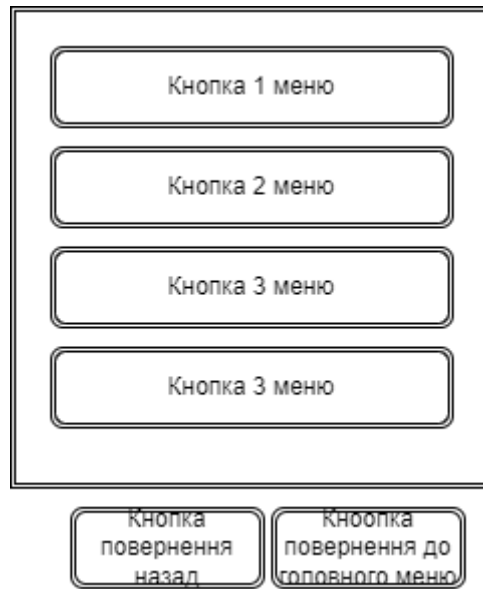 Кнопка 1 меню
Кнопка 2 меню
Кнопка 3 меню
Кнопка 3 меню
Кнопка
повернення
назад
Кноопка
повернення до
головного меню